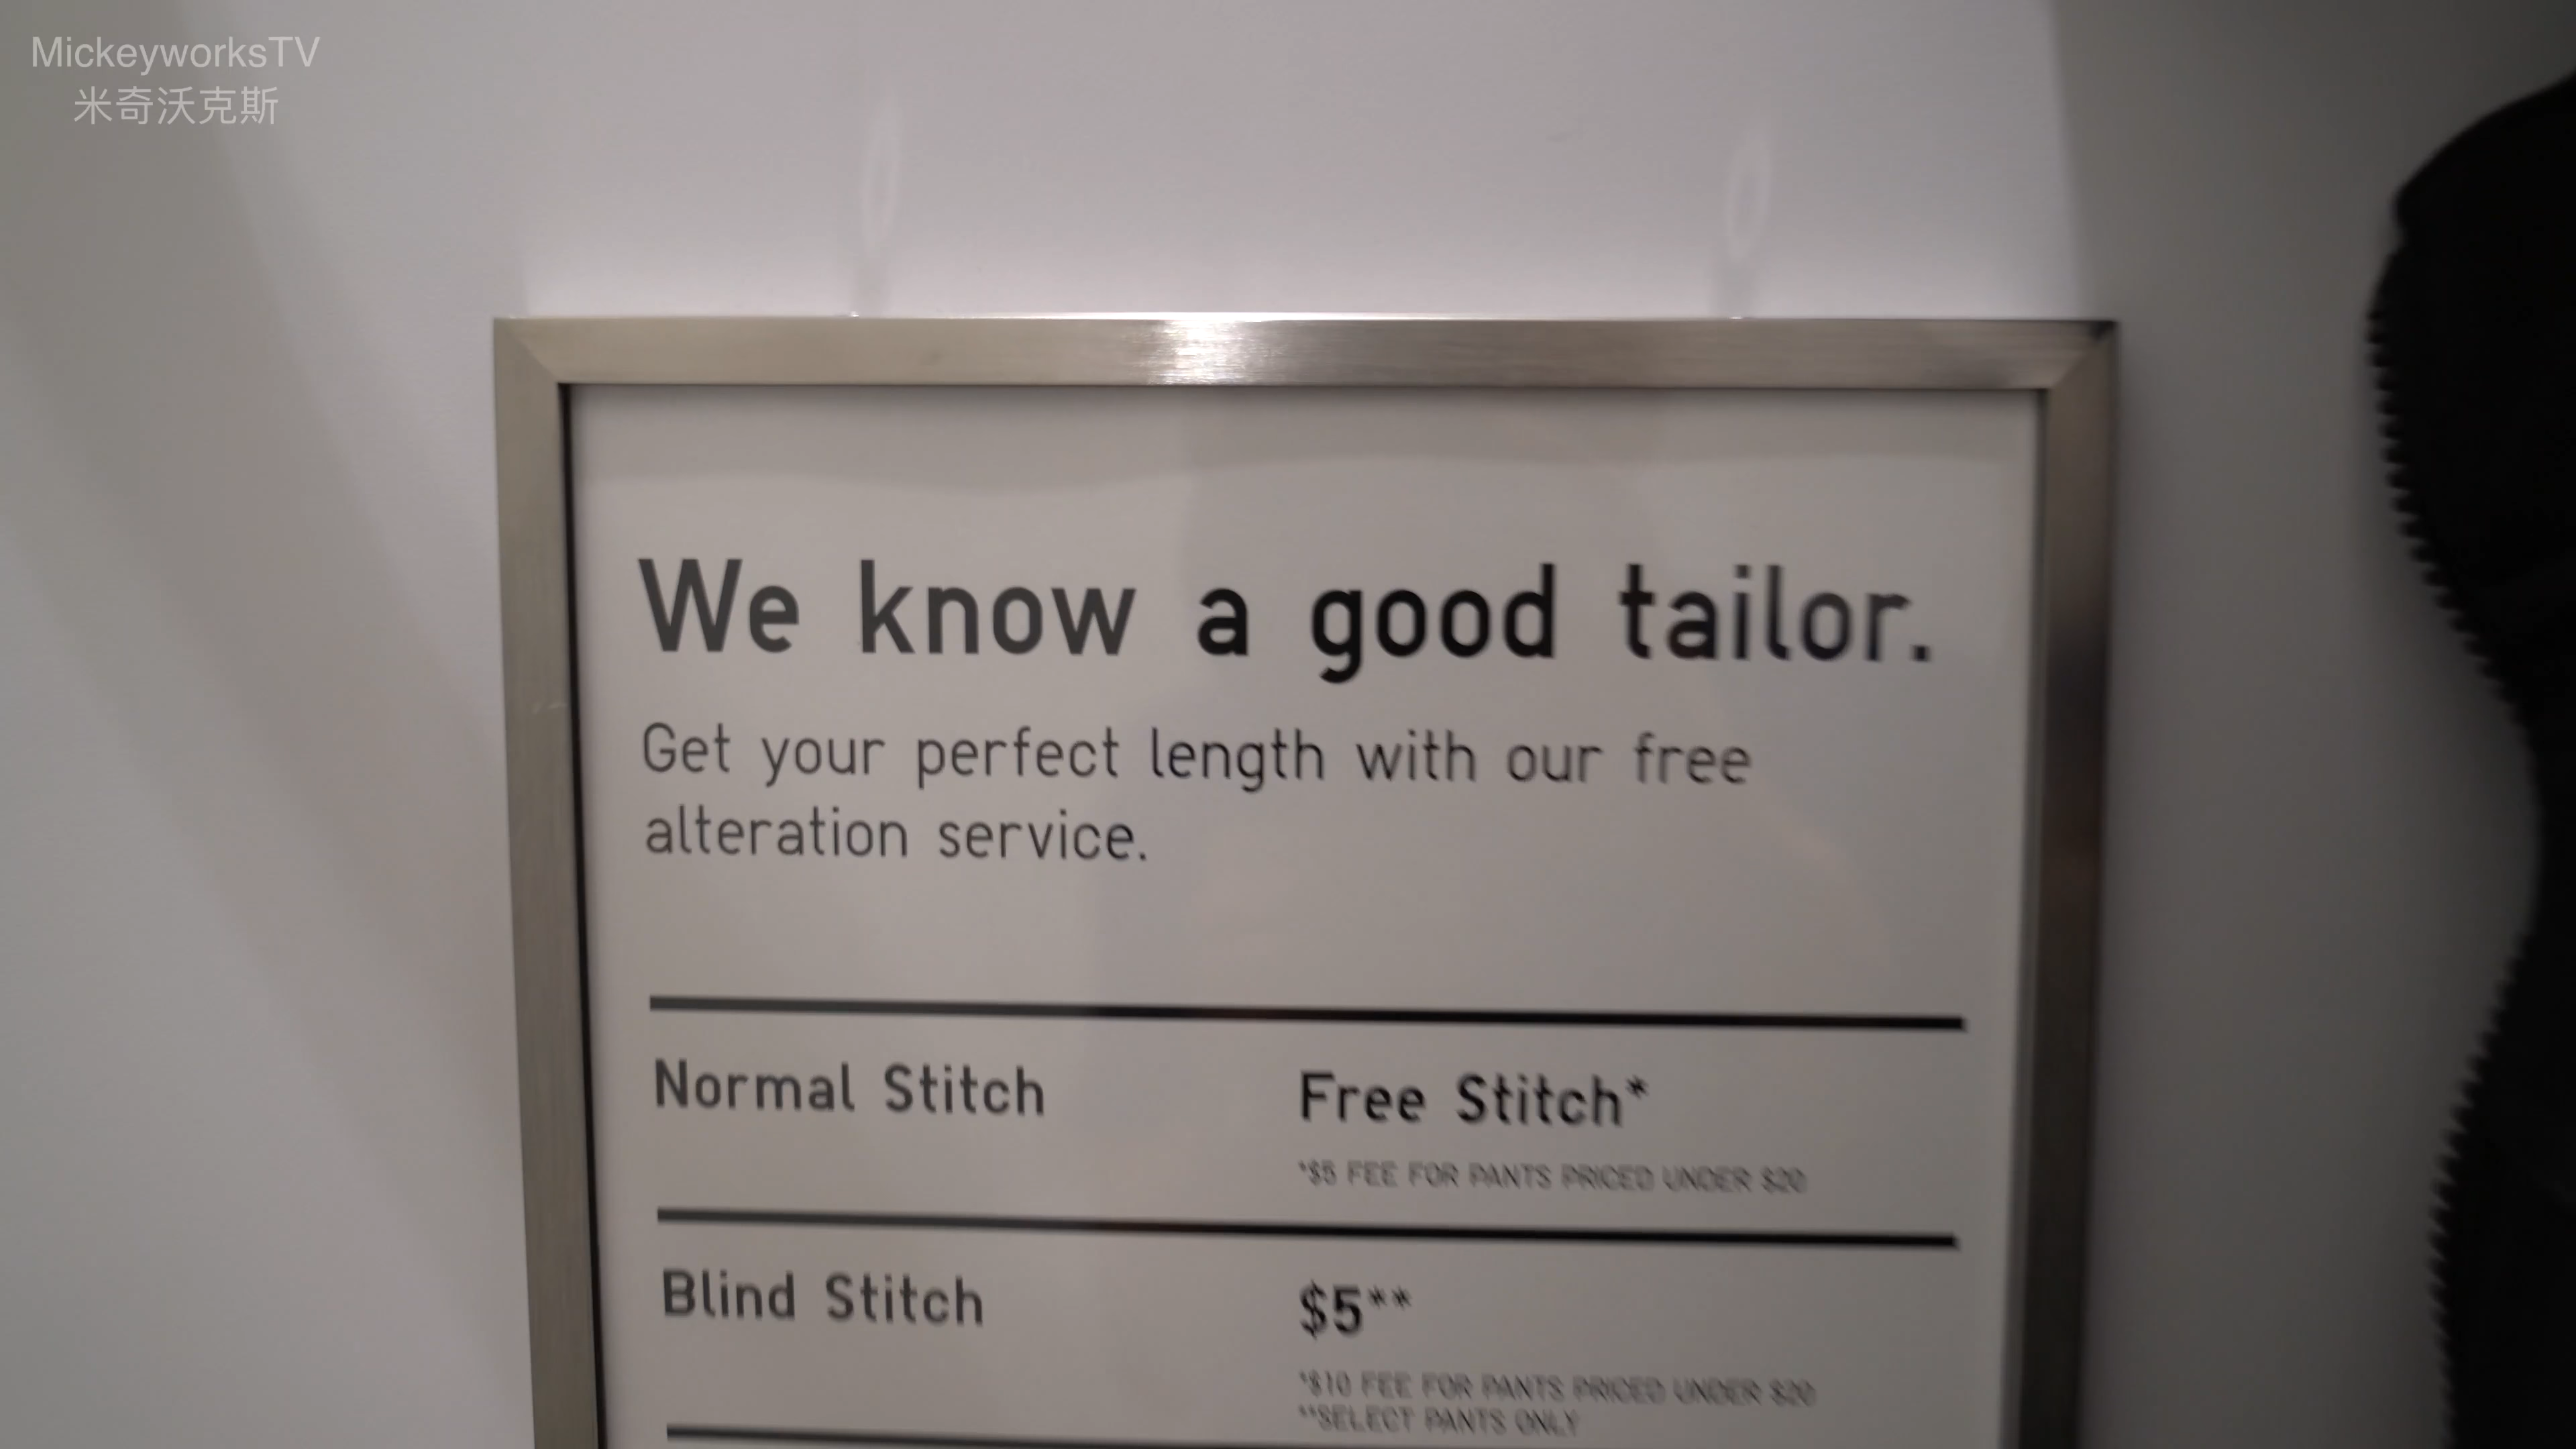 MickeyworksTV
米奇沃克斯
We know a good tailor.
Get your perfect length with our free
alteration service.
Normal Stitch
Free Stitch*
*$5 FEE FOR PANTS PRICED UNDER $20
Blind Stitch
$5**
*$10 FEE FOR PANTS PRICED UNDER $20
**SELECT PANTS ONLY